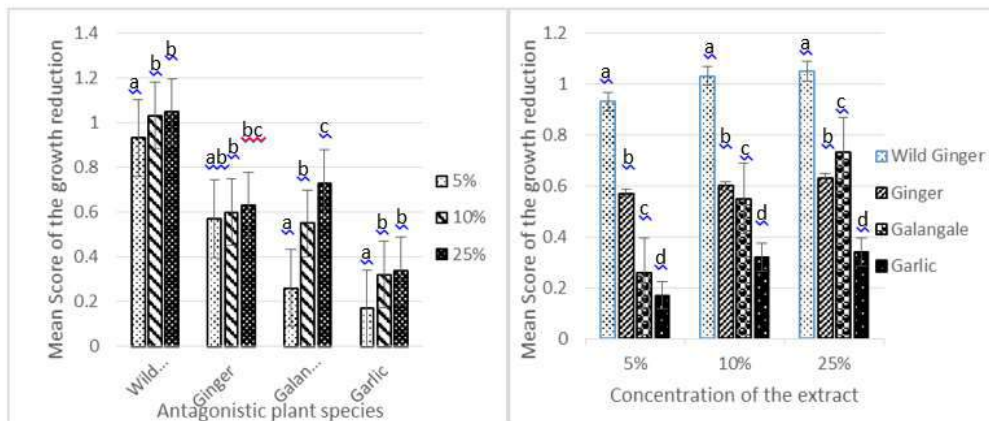 Mean Score of the growth reduction
1.4
1.2
1
0.8
0.6
0.4
0.2
0
a b b
ab b bc
a b c
a b b
5%
10%
25%
Wild...
Ginger
Galan...
Garlic
Antagonistic plant species
Mean Score of the growth reduction
1.2
1
0.8
0.6
0.4
0.2
0
a b c d
a b c d
a b c d
Wild Ginger
Ginger
Galangale
Garlic
5% 10% 25%
Concentration of the extract